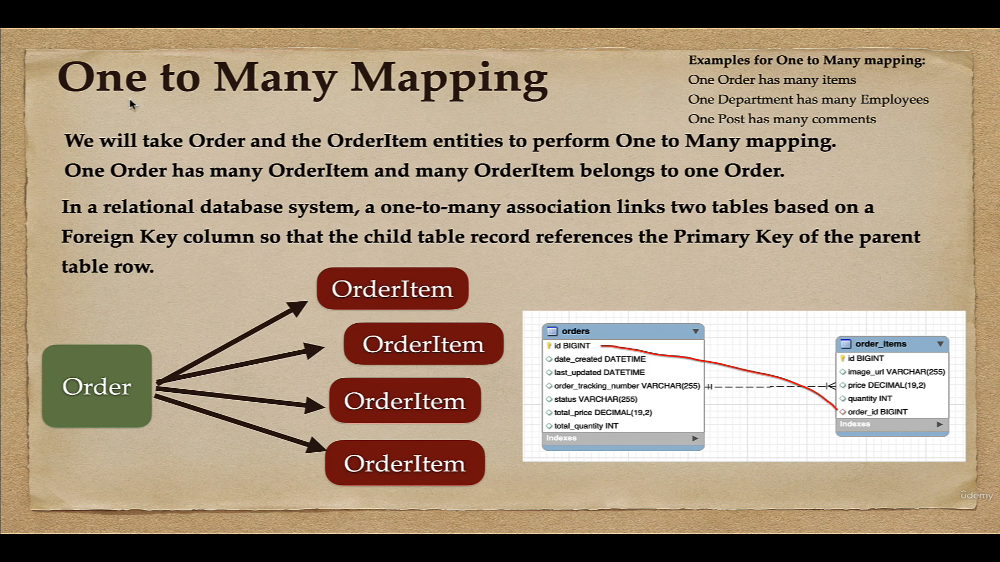 One to Many Mapping
Examples for One to Many mapping:
One Order has many items
One Department has many Employees
One Post has many comments
We will take Order and the OrderItem entities to perform One to Many mapping.
One Order has many OrderItem and many OrderItem belongs to one Order.
In a relational database system, a one-to-many association links two tables based on a
Foreign Key column so that the child table record references the Primary Key of the parent
table row.
Order
OrderItem
OrderItem
OrderItem
OrderItem
orders
id BIGINT
date_created DATETIME
last_updated DATETIME
order_tracking_number VARCHAR(255)
status VARCHAR(255)
total_price DECIMAL(19,2)
total_quantity INT
Indexes
order_items
id BIGINT
image_url VARCHAR(255)
price DECIMAL(19,2)
quantity INT
order_id BIGINT
Indexes
ûdemy